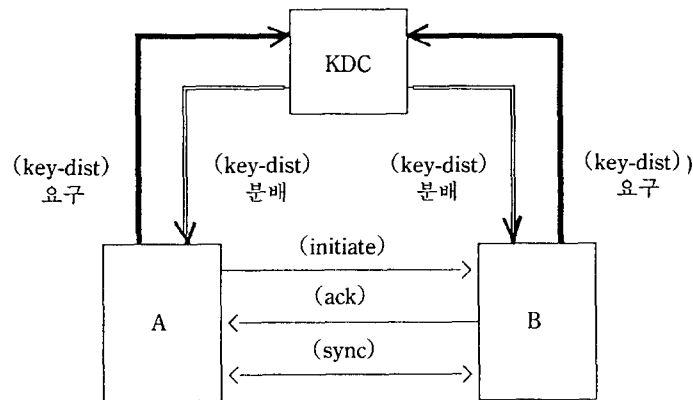 KDC
(key-dist)
요구
(key-dist)
분배
(key-dist)
분배
(key-dist)
요구
(initiate)
(ack)
(sync)
A
B